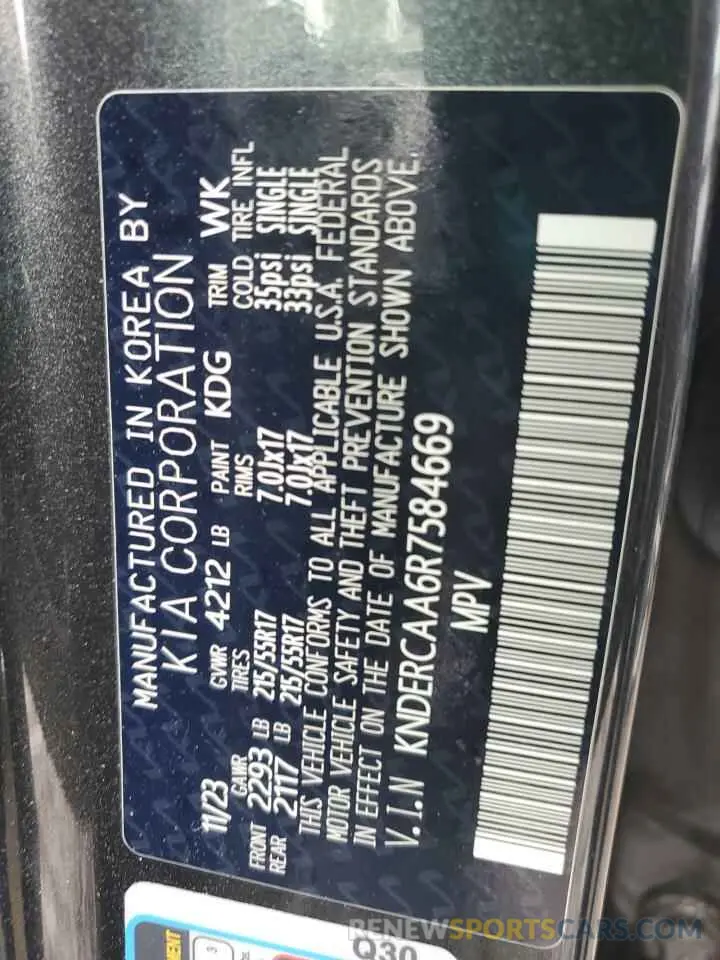 MANUFACTURED IN KOREA BY
KIA CORPORATION
11/23 GVWR 4212 LB PAINT KDG TRIM WK
GAWR TIRES RIMS COLD TIRE INFL
FRONT 2293 LB 215/55R17 7.0Jx17 35psi SINGLE
REAR 2117 LB 215/55R17 7.0Jx17 33psi SINGLE
THIS VEHICLE CONFORMS TO ALL APPLICABLE U.S.A. FEDERAL
MOTOR VEHICLE SAFETY AND THEFT PREVENTION STANDARDS
IN EFFECT ON THE DATE OF MANUFACTURE SHOWN ABOVE.
V.I.N KNDERCAA6R7584669
MPV
Q30
RENEWSPORTSCARS.COM